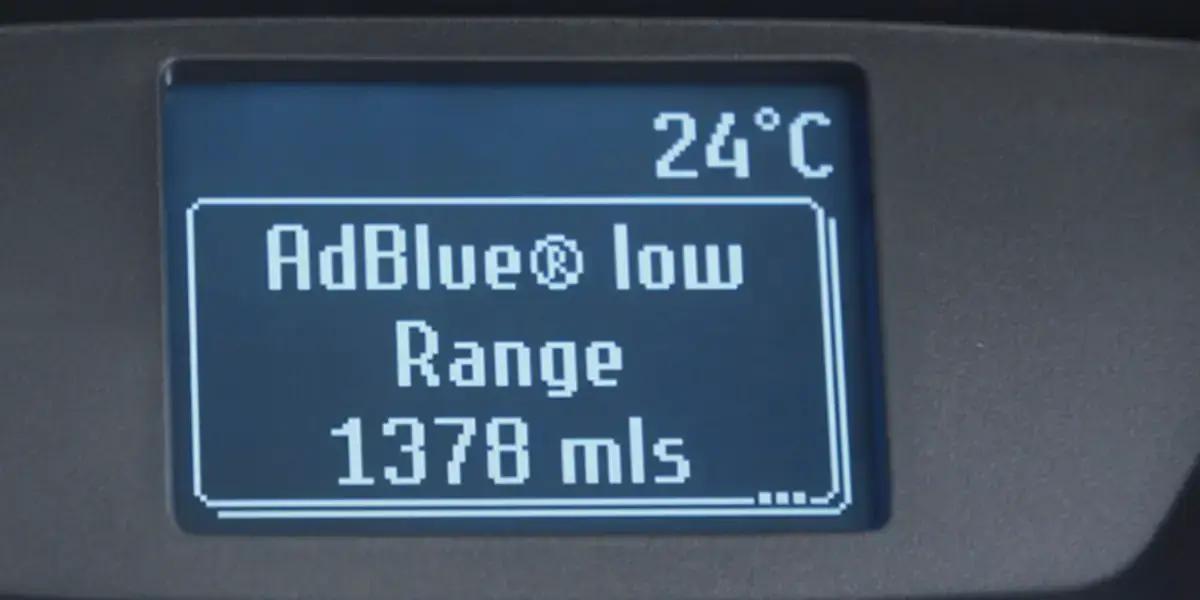 24°C
AdBlue® low
Range
1378 mls